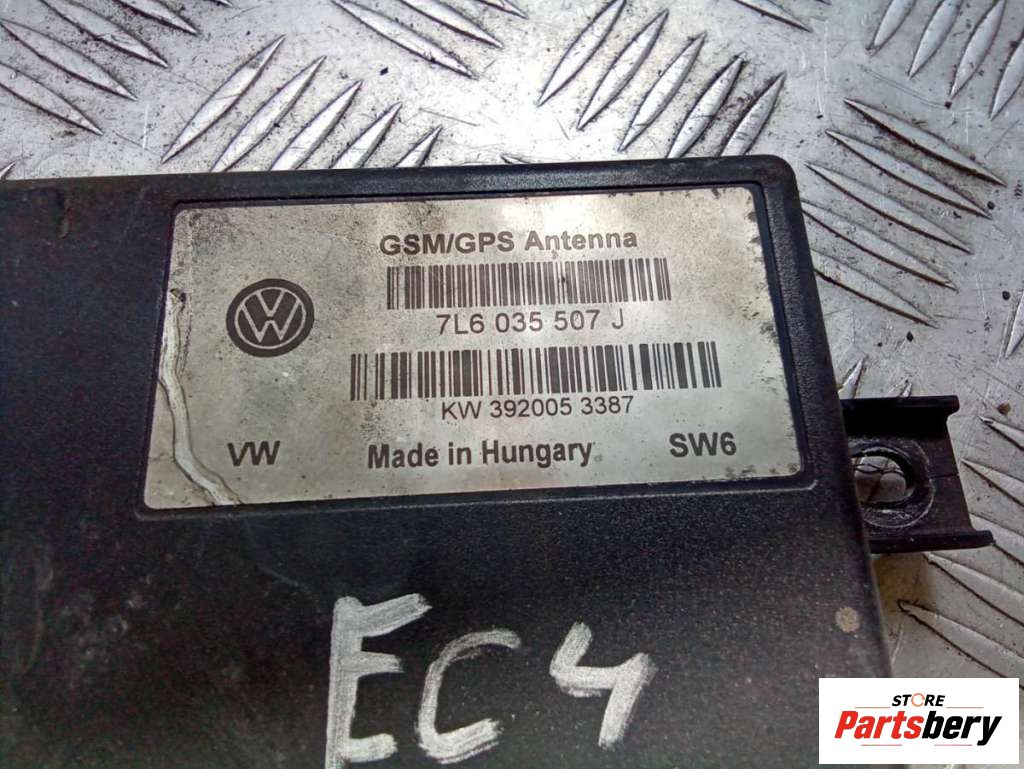 GSM/GPS Antenna
7L6 035 507 J
KW 392005 3387
VW Made in Hungary SW6
EC4
STORE
Partsbery